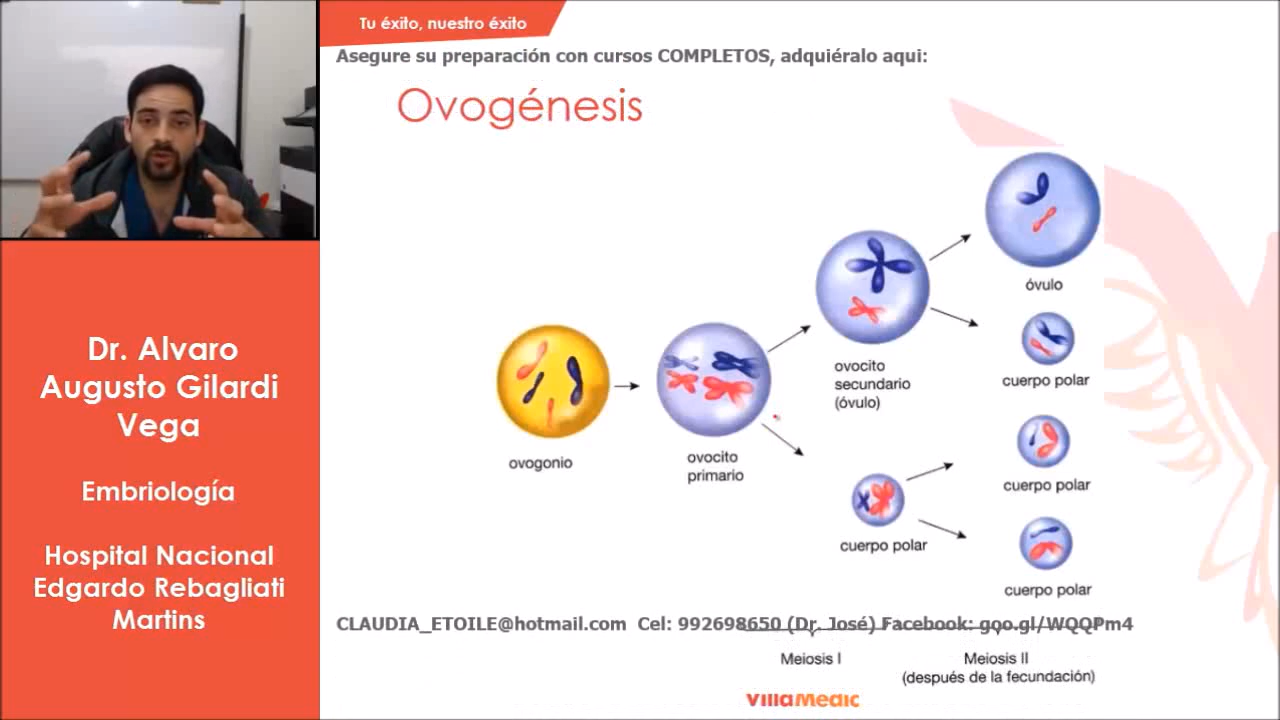 Tu éxito, nuestro éxito
Asegure su preparación con cursos COMPLETOS, adquiéralo aqui:
Ovogénesis
Dr. Alvaro
Augusto Gilardi
Vega
Embriología
Hospital Nacional
Edgardo Rebagliati
Martins
ovogonio
ovocito
primario
ovocito
secundario
(óvulo)
cuerpo polar
óvulo
cuerpo polar
cuerpo polar
cuerpo polar
CLAUDIA_ETOILE@hotmail.com Cel: 992698650 (Dr. José) Facebook: goo.gl/WQQPm4
Meiosis I
Meiosis II
(después de la fecundación)
VillaMedic